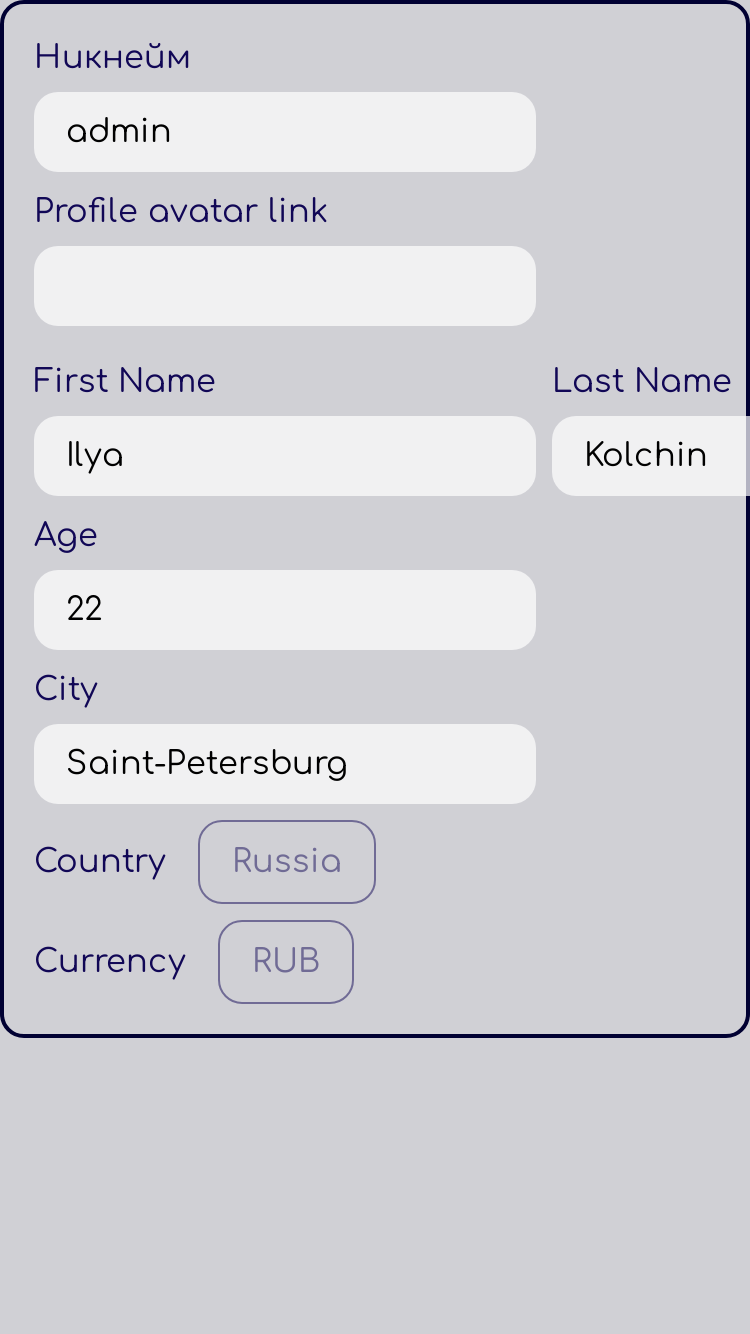 Никнейм
admin
Profile avatar link
First Name Last Name
Ilya Kolchin
Age
22
City
Saint-Petersburg
Country Russia
Currency RUB